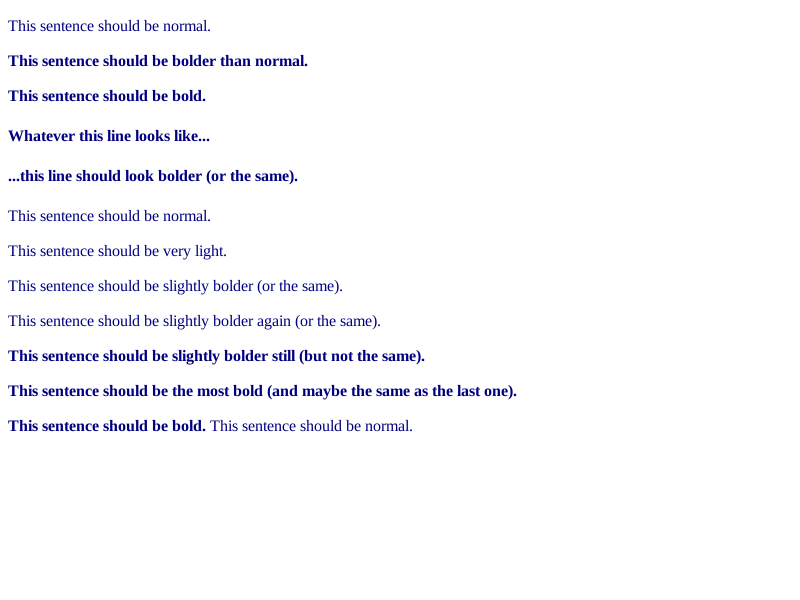 This sentence should be normal.
This sentence should be bolder than normal.
This sentence should be bold.
Whatever this line looks like...
...this line should look bolder (or the same).
This sentence should be normal.
This sentence should be very light.
This sentence should be slightly bolder (or the same).
This sentence should be slightly bolder again (or the same).
This sentence should be slightly bolder still (but not the same).
This sentence should be the most bold (and maybe the same as the last one).
This sentence should be bold. This sentence should be normal.